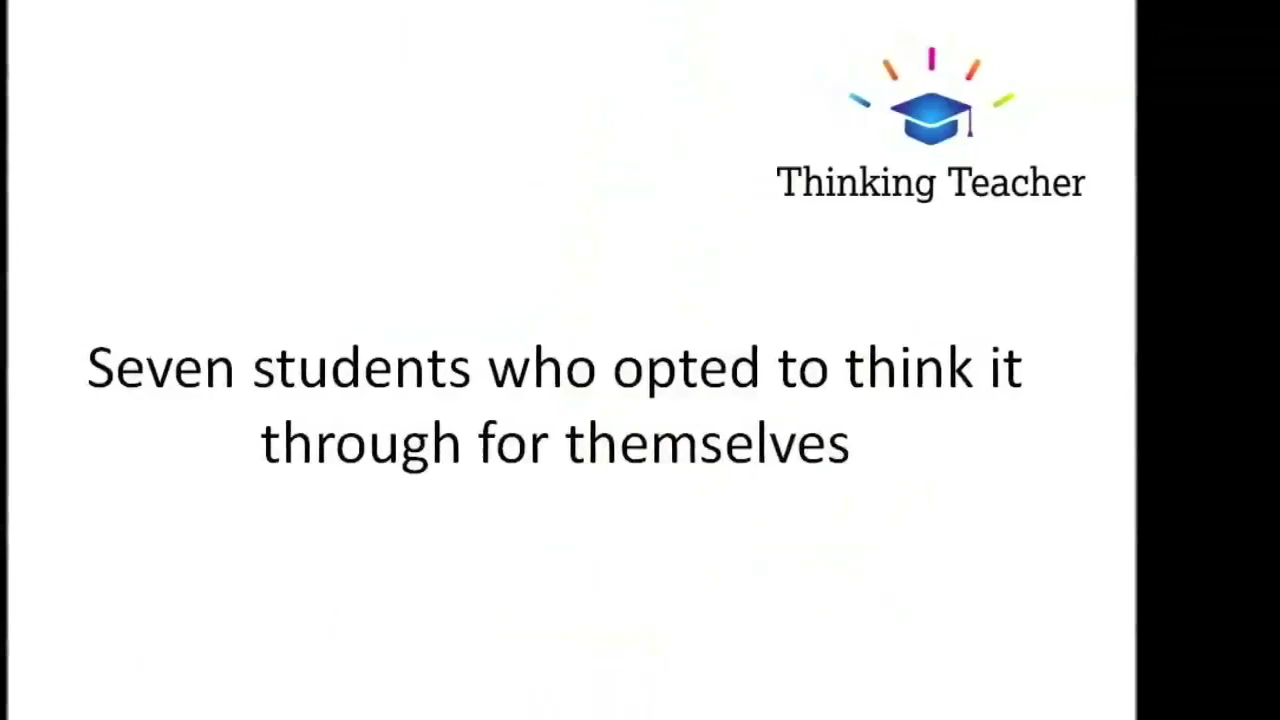 Thinking Teacher
Seven students who opted to think it
through for themselves